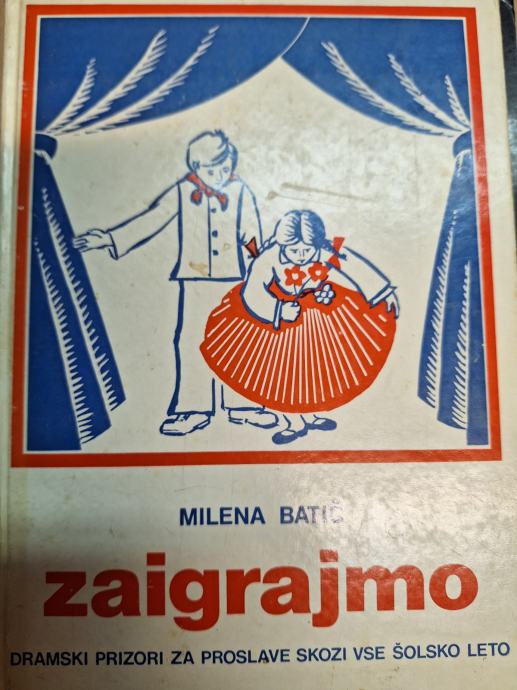 MILENA BATIČ
zaigrajmo
DRAMSKI PRIZORI ZA PROSLAVE SKOZI VSE ŠOLSKO LETO